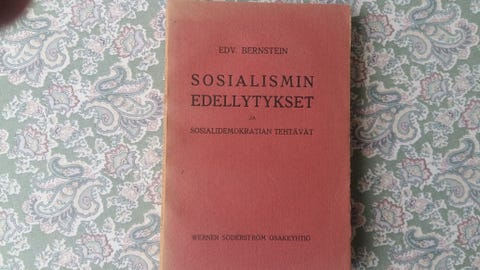 EDV. BERNSTEIN
SOSIALISMIN
EDELLYTYKSET
JA
SOSIALIDEMOKRATIAN TEHTÄVÄT
WERNER SÖDERSTRÖM OSAKEYHTIÖ